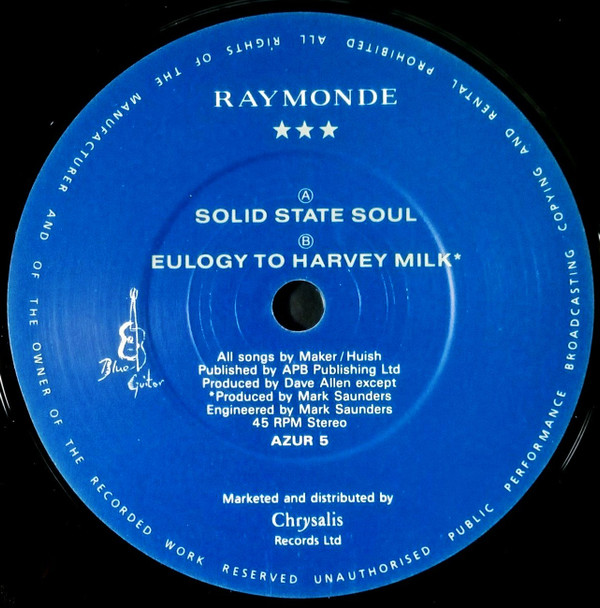 RAYMONDE
★★★
Ⓐ
SOLID STATE SOUL
Ⓑ
EULOGY TO HARVEY MILK*
Blue
Guitar
All songs by Maker / Huish
Published by APB Publishing Ltd
Produced by Dave Allen except
*Produced by Mark Saunders
Engineered by Mark Saunders
45 RPM Stereo
AZUR 5
Marketed and distributed by
Chrysalis
Records Ltd
ALL RIGHTS OF THE MANUFACTURER AND OF THE OWNER OF THE RECORDED WORK RESERVED UNAUTHORISED PUBLIC PERFORMANCE BROADCASTING COPYING AND RENTAL PROHIBITED